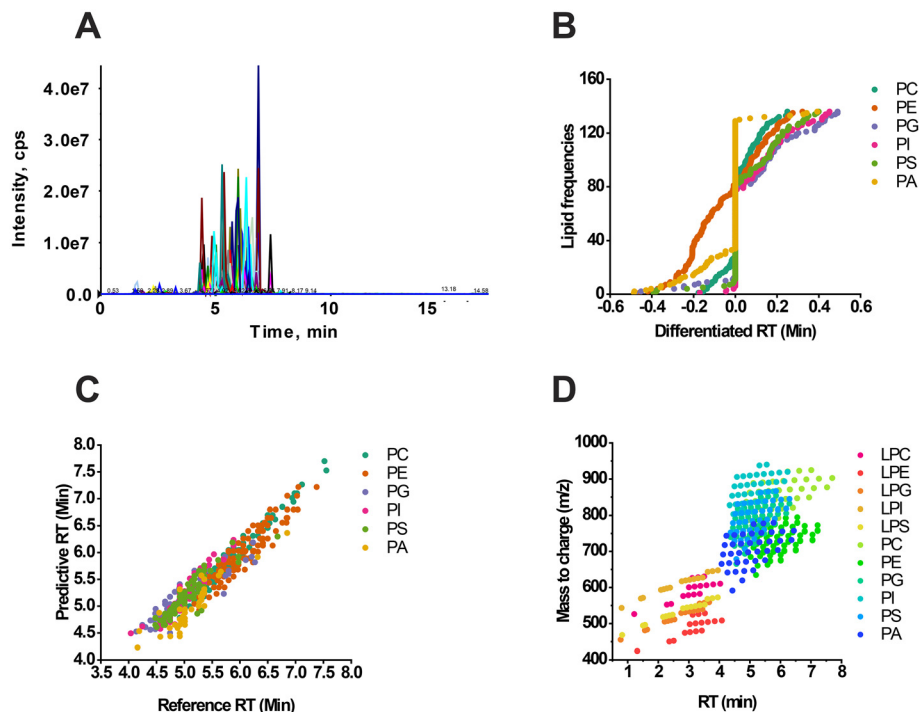 A
Intensity, cps
4.0e7
3.0e7
2.0e7
1.0e7
0.0
0.53
3.67
8.17 9.14
13.18
14.58
0 5 10 15
Time, min
B
Lipid frequencies
160
120
80
40
0
-0.6 -0.4 -0.2 0.0 0.2 0.4 0.6
Differentiated RT (Min)
PC
PE
PG
PI
PS
PA
C
Predictive RT (Min)
8.0
7.5
7.0
6.5
6.0
5.5
5.0
4.5
4.0
3.5 4.0 4.5 5.0 5.5 6.0 6.5 7.0 7.5 8.0
Reference RT (Min)
PC
PE
PG
PI
PS
PA
D
Mass to charge (m/z)
1000
900
800
700
600
500
400
1 2 3 4 5 6 7 8
RT (min)
LPC
LPE
LPG
LPI
LPS
PC
PE
PG
PI
PS
PA